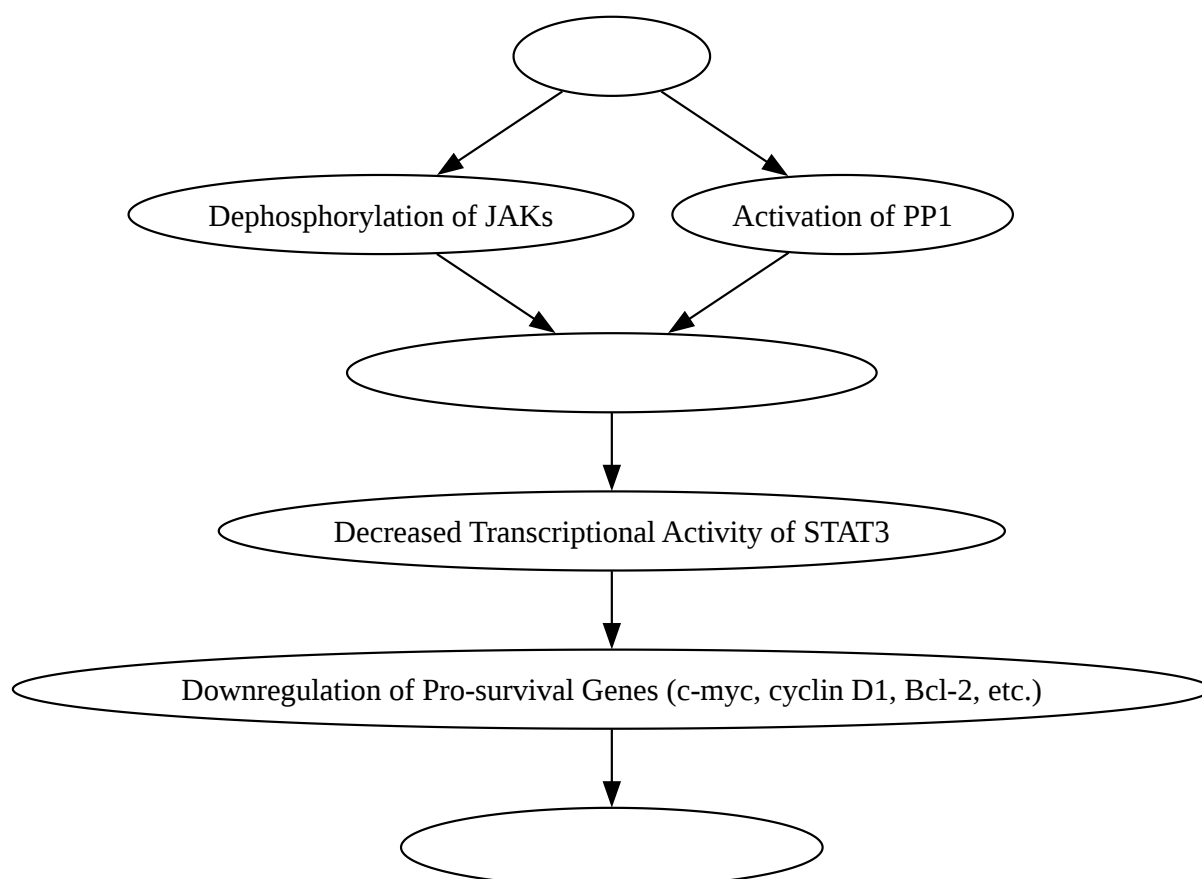 Dephosphorylation of JAKs
Activation of PP1
Decreased Transcriptional Activity of STAT3
Downregulation of Pro-survival Genes (c-myc, cyclin D1, Bcl-2, etc.)